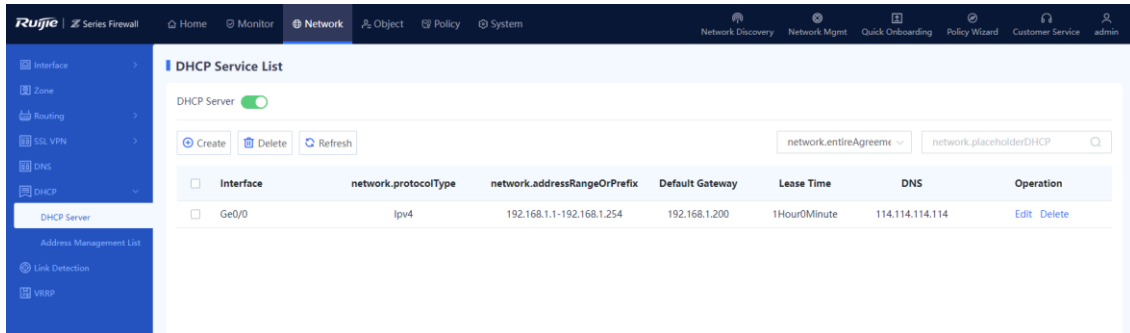 Ruijie | Z Series Firewall Home Monitor Network Object Policy System Network Discovery Network Mgmt Quick Onboarding Policy Wizard Customer Service admin
Interface
Zone
Routing
SSL VPN
DNS
DHCP
DHCP Server
Address Management List
Link Detection
VRRP
DHCP Service List
DHCP Server
Create Delete Refresh network.entireAgreeme network.placeholderDHCP
Interface network.protocolType network.addressRangeOrPrefix Default Gateway Lease Time DNS Operation
Ge0/0 Ipv4 192.168.1.1-192.168.1.254 192.168.1.200 1Hour0Minute 114.114.114.114 Edit Delete